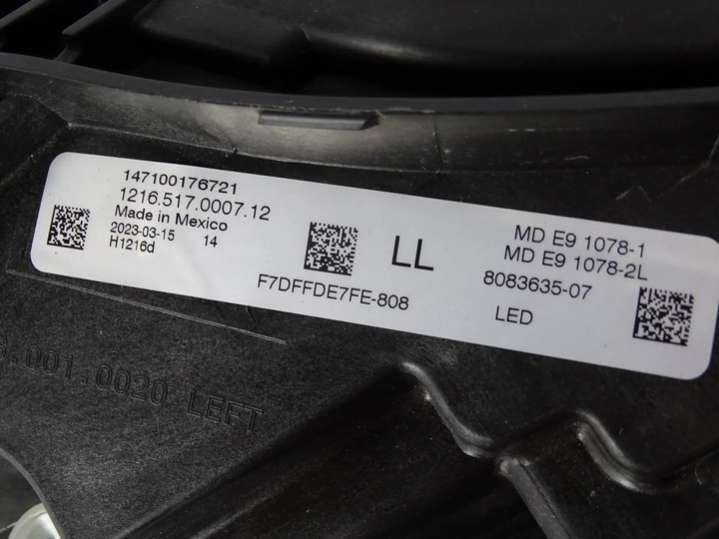 147100176721
1216.517.0007.12
Made in Mexico
2023-03-15 14
H1216d
F7DFFDE7FE-808
LL
MD E9 1078-1
MD E9 1078-2L
8083635-07
LED
.001.0020 LEFT